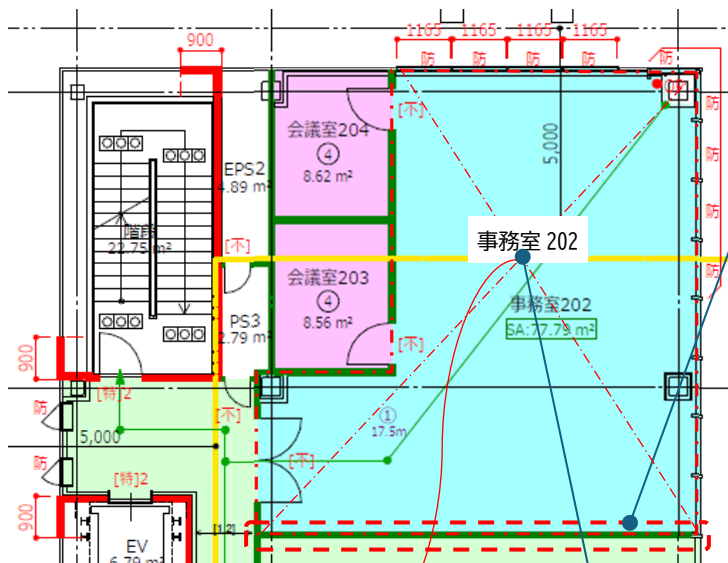 1165
1165
1165
1165
900
防
防
防
防
防
防
防
防
防
[不]
会議室204
④
8.62 m²
5,000
EPS2
4.89 m²
階段
22.75 m²
[不]
事務室 202
会議室203
④
8.56 m²
事務室202
SA:77.79 m²
PS3
2.79 m²
[不]
900
[特]2
防
[不]
①
17.5m
5,000
防
[特]2
[不]
900
[1.2]
EV
6.79 m²